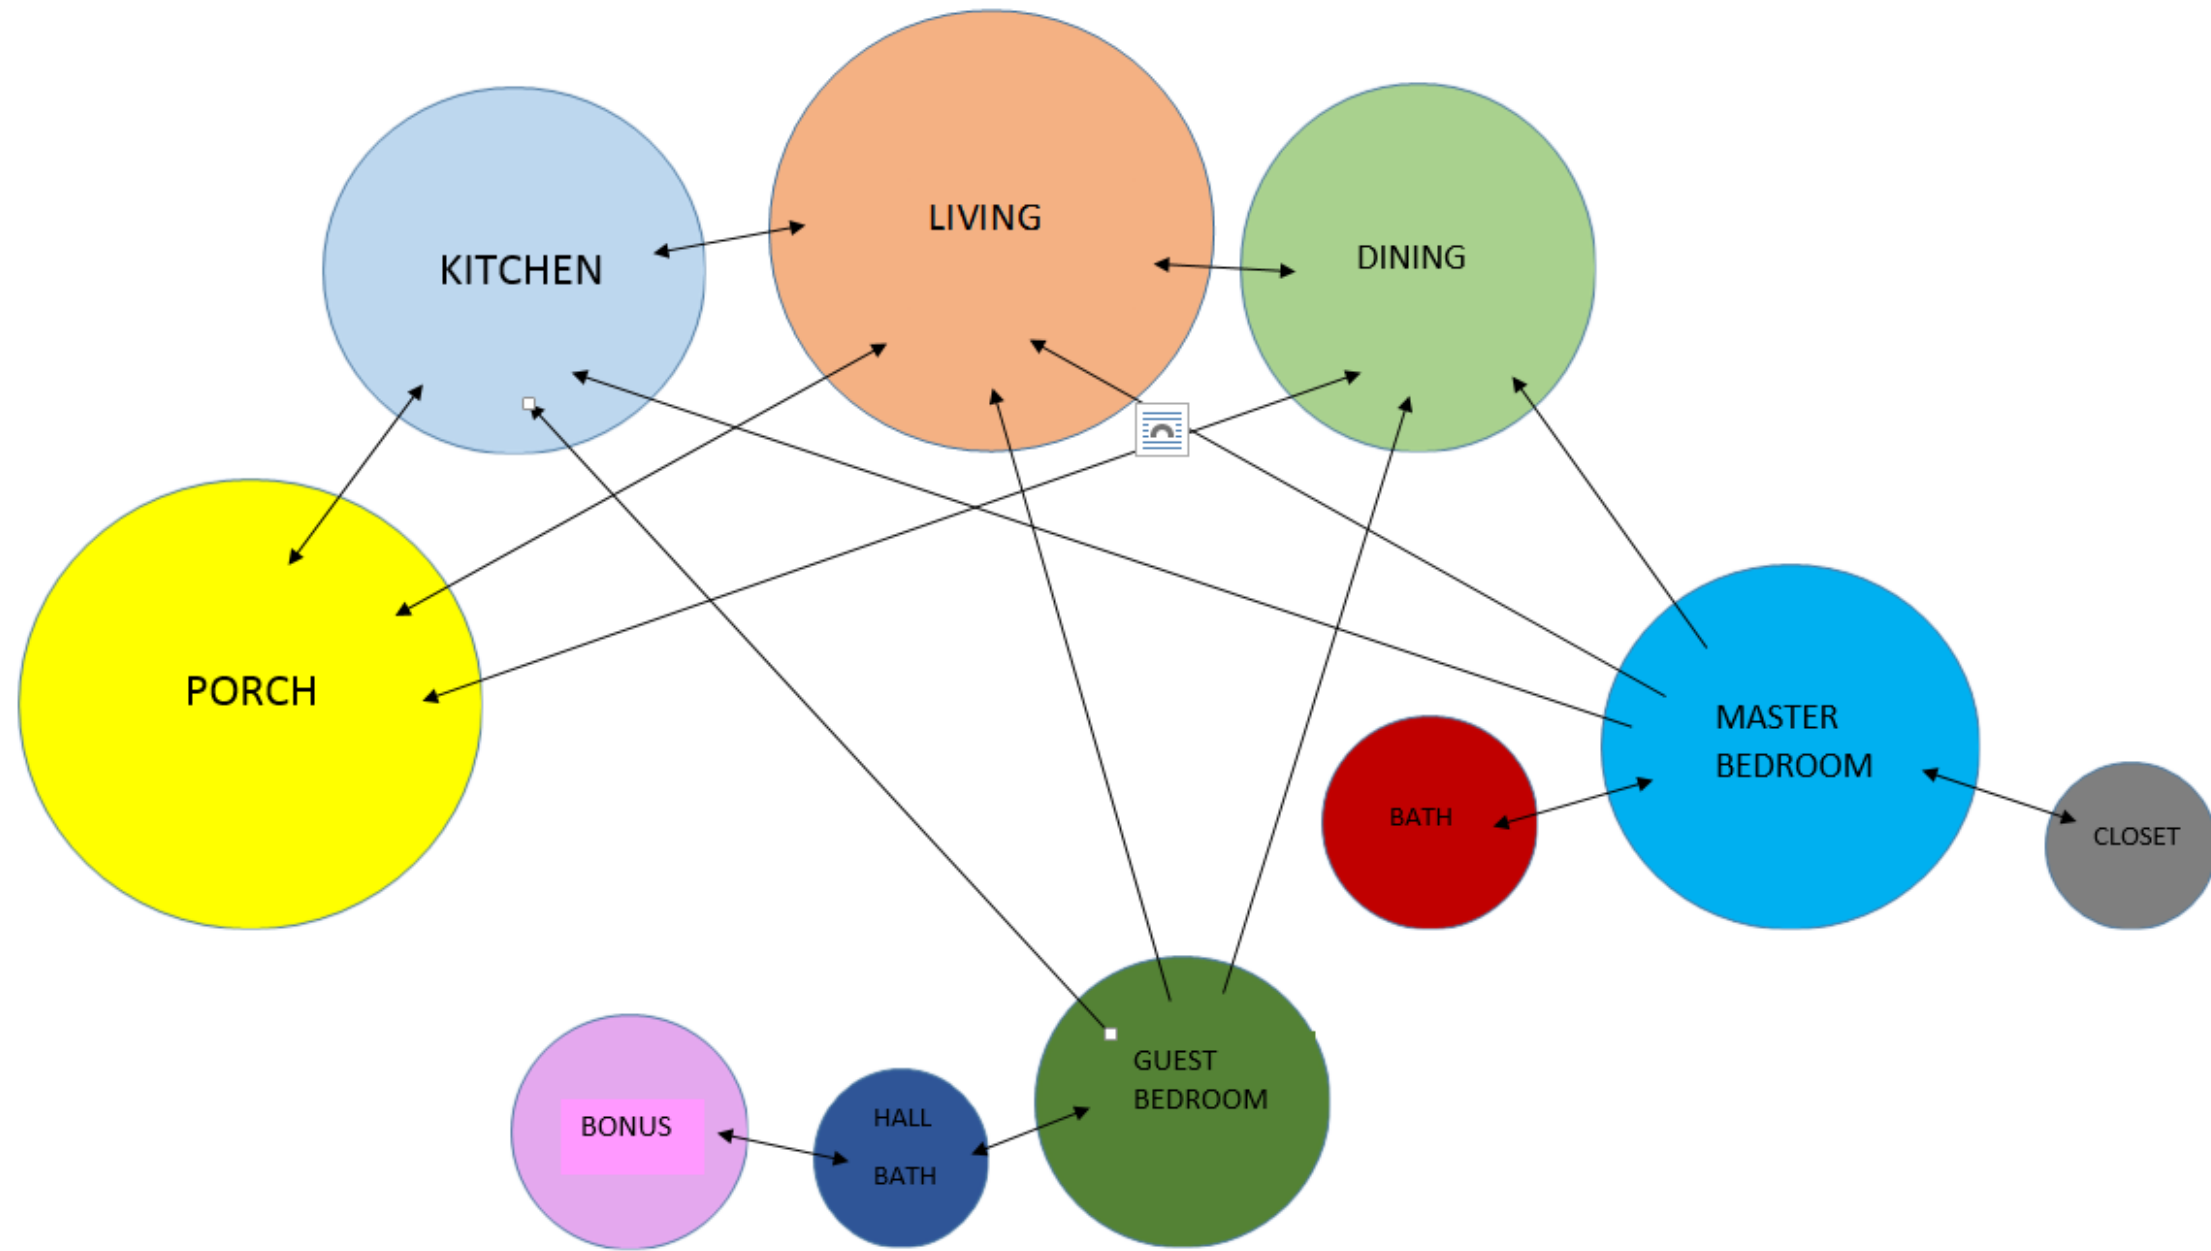 LIVING
KITCHEN
DINING
PORCH
MASTER
BEDROOM
BATH
CLOSET
GUEST
BEDROOM
HALL
BATH
BONUS